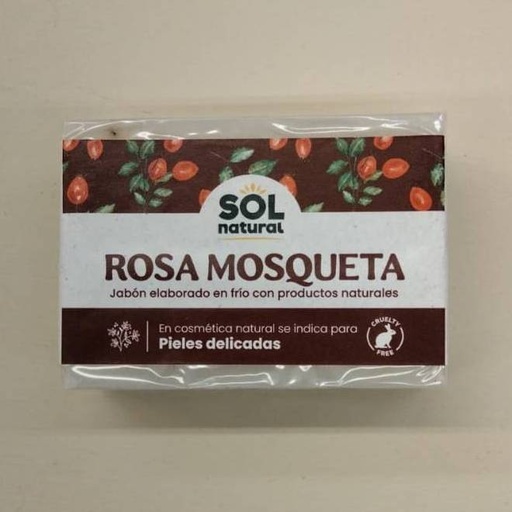 SOL
natural
ROSA MOSQUETA
Jabón elaborado en frío con productos naturales
En cosmética natural se indica para
Pieles delicadas
CRUELTY
FREE